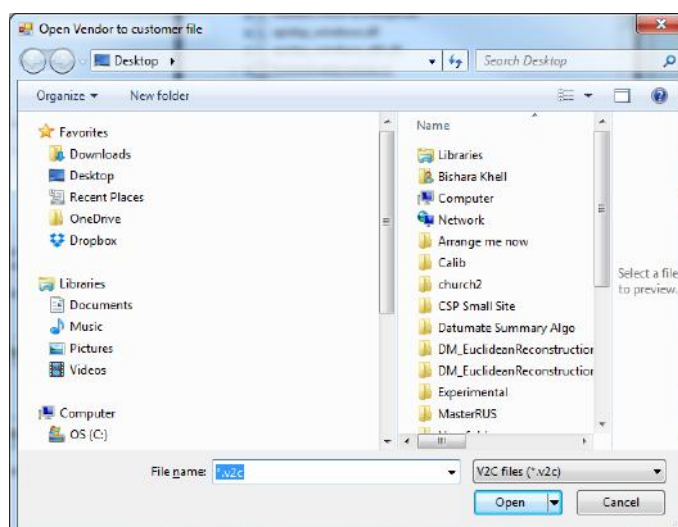 Open Vendor to customer file
Desktop
Search Desktop
Organize
New folder
Favorites
Downloads
Desktop
Recent Places
OneDrive
Dropbox
Libraries
Documents
Music
Pictures
Videos
Computer
OS (C:)
Name
Libraries
Bishara Khell
Computer
Network
Arrange me now
Calib
church2
CSP Small Site
Datumate Summary Algo
DM_EuclideanReconstruction
DM_EuclideanReconstruction
Experimental
MasterRUS
Select a file
to preview.
File name:
*.v2c
V2C files (*.v2c)
Open
Cancel